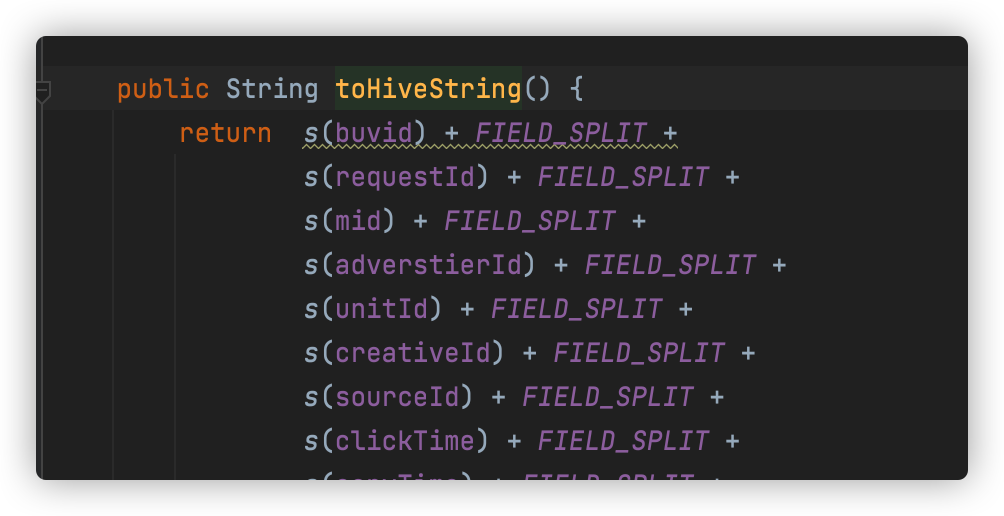 public String toHiveString() {
return s(buvid) + FIELD_SPLIT +
s(requestId) + FIELD_SPLIT +
s(mid) + FIELD_SPLIT +
s(adverstierId) + FIELD_SPLIT +
s(unitId) + FIELD_SPLIT +
s(creativeId) + FIELD_SPLIT +
s(sourceId) + FIELD_SPLIT +
s(clickTime) + FIELD_SPLIT +